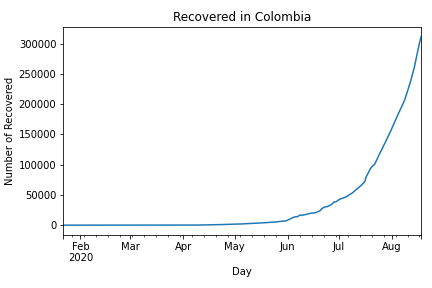 Recovered in Colombia
Number of Recovered
300000
250000
200000
150000
100000
50000
0
Feb Mar Apr May Jun Jul Aug
2020
Day